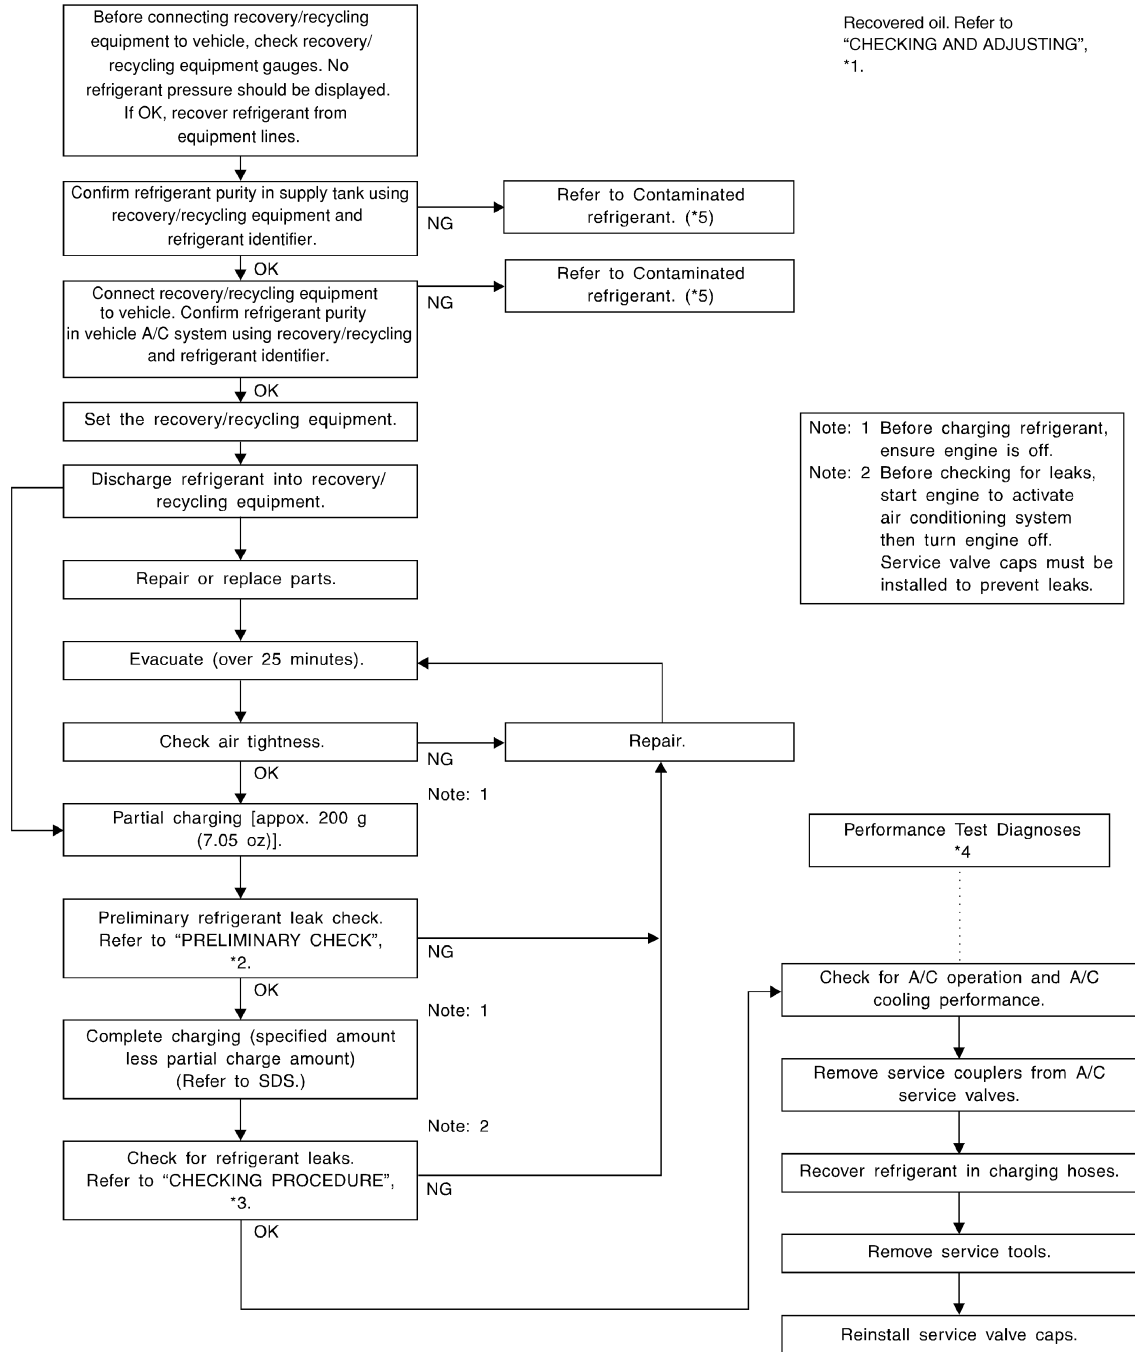 Before connecting recovery/recycling
equipment to vehicle, check recovery/
recycling equipment gauges. No
refrigerant pressure should be displayed.
If OK, recover refrigerant from
equipment lines.
Recovered oil. Refer to
“CHECKING AND ADJUSTING”,
*1.
Confirm refrigerant purity in supply tank using
recovery/recycling equipment and
refrigerant identifier.
NG
Refer to Contaminated
refrigerant. (*5)
OK
Connect recovery/recycling equipment
to vehicle. Confirm refrigerant purity
in vehicle A/C system using recovery/recycling
and refrigerant identifier.
NG
Refer to Contaminated
refrigerant. (*5)
OK
Set the recovery/recycling equipment.
Note: 1 Before charging refrigerant,
ensure engine is off.
Note: 2 Before checking for leaks,
start engine to activate
air conditioning system
then turn engine off.
Service valve caps must be
installed to prevent leaks.
Discharge refrigerant into recovery/
recycling equipment.
Repair or replace parts.
Evacuate (over 25 minutes).
Check air tightness.
NG
Repair.
OK
Note: 1
Partial charging [appox. 200 g
(7.05 oz)].
Preliminary refrigerant leak check.
Refer to “PRELIMINARY CHECK”,
*2.
NG
OK
Note: 1
Complete charging (specified amount
less partial charge amount)
(Refer to SDS.)
Note: 2
Check for refrigerant leaks.
Refer to “CHECKING PROCEDURE”,
*3.
NG
OK
Performance Test Diagnoses
*4
Check for A/C operation and A/C
cooling performance.
Remove service couplers from A/C
service valves.
Recover refrigerant in charging hoses.
Remove service tools.
Reinstall service valve caps.